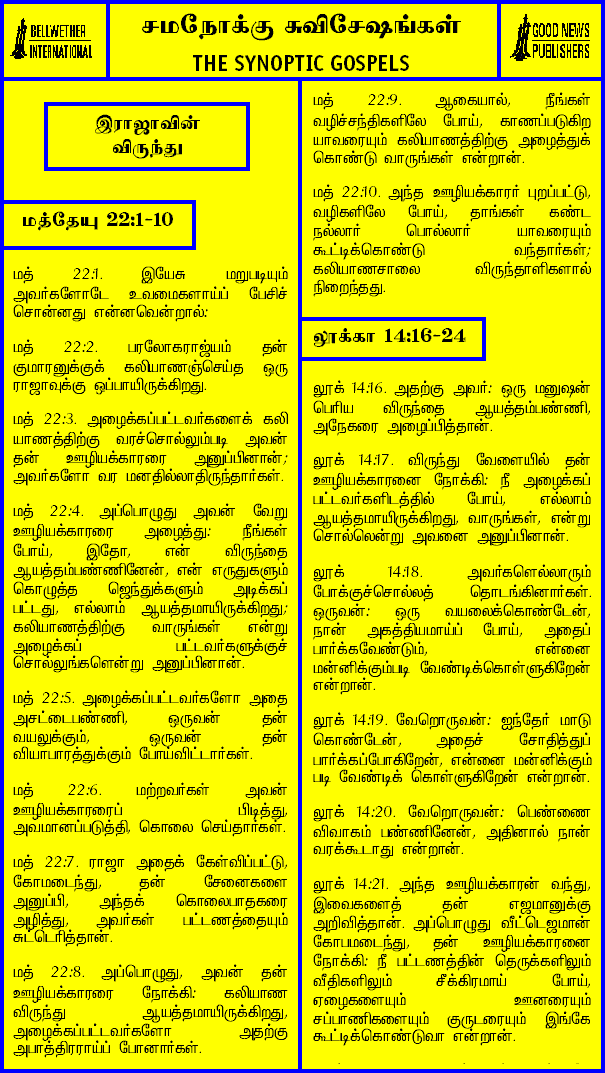 BELLWETHER
INTERNATIONAL
சமநோக்கு சுவிசேஷங்கள்
THE SYNOPTIC GOSPELS
GOOD NEWS
PUBLISHERS
இராஜாவின்
விருந்து
மத்தேயு 22:1-10
மத் 22:1. இயேசு மறுபடியும்
அவர்களோடே உவமைகளாய்ப் பேசிச்
சொன்னது என்னவென்றால்:
மத் 22:2. பரலோகராஜ்யம் தன்
குமாரனுக்குக் கலியாணஞ்செய்த ஒரு
ராஜாவுக்கு ஒப்பாயிருக்கிறது.
மத் 22:3. அழைக்கப்பட்டவர்களைக் கலி
யாணத்திற்கு வரச்சொல்லும்படி அவன்
தன் ஊழியக்காரரை அனுப்பினான்;
அவர்களோ வர மனதில்லாதிருந்தார்கள்.
மத் 22:4. அப்பொழுது அவன் வேறு
ஊழியக்காரரை அழைத்து: நீங்கள்
போய், இதோ, என் விருந்தை
ஆயத்தம்பண்ணினேன், என் எருதுகளும்
கொழுத்த ஜெந்துக்களும் அடிக்கப்
பட்டது, எல்லாம் ஆயத்தமாயிருக்கிறது;
கலியாணத்திற்கு வாருங்கள் என்று
அழைக்கப் பட்டவர்களுக்குச்
சொல்லுங்களென்று அனுப்பினான்.
மத் 22:5. அழைக்கப்பட்டவர்களோ அதை
அசட்டைபண்ணி, ஒருவன் தன்
வயலுக்கும், ஒருவன் தன்
வியாபாரத்துக்கும் போய்விட்டார்கள்.
மத் 22:6. மற்றவர்கள் அவன்
ஊழியக்காரரைப் பிடித்து,
அவமானப்படுத்தி, கொலை செய்தார்கள்.
மத் 22:7. ராஜா அதைக் கேள்விப்பட்டு,
கோமடைந்து, தன் சேனைகளை
அனுப்பி, அந்தக் கொலைபாதகரை
அழித்து, அவர்கள் பட்டணத்தையும்
சுட்டெரித்தான்.
மத் 22:8. அப்பொழுது, அவன் தன்
ஊழியக்காரரை நோக்கி: கலியாண
விருந்து ஆயத்தமாயிருக்கிறது,
அழைக்கப்பட்டவர்களோ அதற்கு
அபாத்திரராய்ப் போனார்கள்.
மத் 22:9. ஆகையால், நீங்கள்
வழிச்சந்திகளிலே போய், காணப்படுகிற
யாவரையும் கலியாணத்திற்கு அழைத்துக்
கொண்டு வாருங்கள் என்றான்.
மத் 22:10. அந்த ஊழியக்காரர் புறப்பட்டு,
வழிகளிலே போய், தாங்கள் கண்ட
நல்லார் பொல்லார் யாவரையும்
கூட்டிக்கொண்டு வந்தார்கள்;
கலியாணசாலை விருந்தாளிகளால்
நிறைந்தது.
லூக்கா 14:16-24
லூக் 14:16. அதற்கு அவர்: ஒரு மனுஷன்
பெரிய விருந்தை ஆயத்தம்பண்ணி,
அநேகரை அழைப்பித்தான்.
லூக் 14:17. விருந்து வேளையில் தன்
ஊழியக்காரனை நோக்கி: நீ அழைக்கப்
பட்டவர்களிடத்தில் போய், எல்லாம்
ஆயத்தமாயிருக்கிறது, வாருங்கள், என்று
சொல்லென்று அவனை அனுப்பினான்.
லூக் 14:18. அவர்களெல்லாரும்
போக்குச்சொல்லத் தொடங்கினார்கள்.
ஒருவன்: ஒரு வயலைக்கொண்டேன்,
நான் அகத்தியமாய்ப் போய், அதைப்
பார்க்கவேண்டும், என்னை
மன்னிக்கும்படி வேண்டிக்கொள்ளுகிறேன்
என்றான்.
லூக் 14:19. வேறொருவன்: ஐந்தேர் மாடு
கொண்டேன், அதைச் சோதித்துப்
பார்க்கப்போகிறேன், என்னை மன்னிக்கும்
படி வேண்டிக் கொள்ளுகிறேன் என்றான்.
லூக் 14:20. வேறொருவன்: பெண்ணை
விவாகம் பண்ணினேன், அதினால் நான்
வரக்கூடாது என்றான்.
லூக் 14:21. அந்த ஊழியக்காரன் வந்து,
இவைகளைத் தன் எஜமானுக்கு
அறிவித்தான். அப்பொழுது வீட்டெஜமான்
கோபமடைந்து, தன் ஊழியக்காரனை
நோக்கி: நீ பட்டணத்தின் தெருக்களிலும்
வீதிகளிலும் சீக்கிரமாய் போய்,
ஏழைகளையும் ஊனரையும்
சப்பாணிகளையும் குருடரையும் இங்கே
கூட்டிக்கொண்டுவா என்றான்.